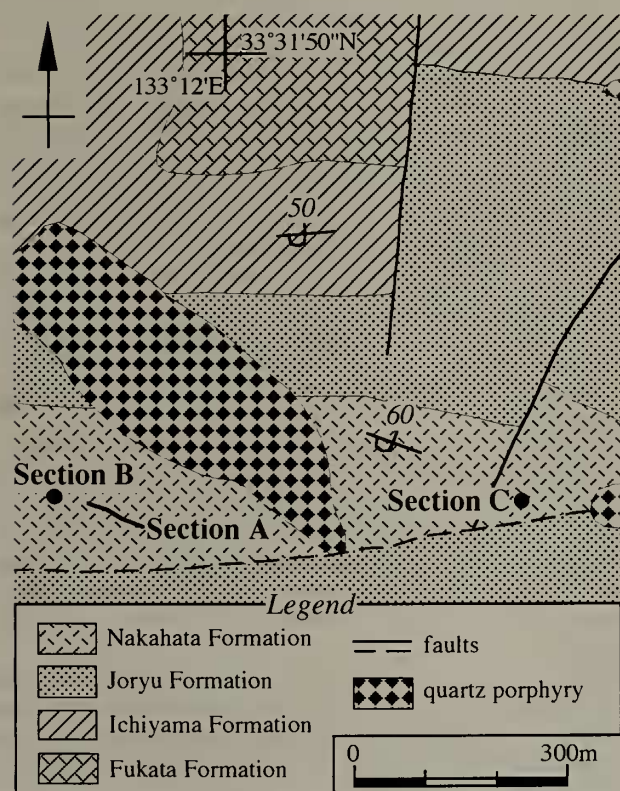 33°31'50"N
133°12'E
50
60
Section B
Section A
Section C
Legend
Nakahata Formation
Joryu Formation
Ichiyama Formation
Fukata Formation
faults
quartz porphyry
0 300m